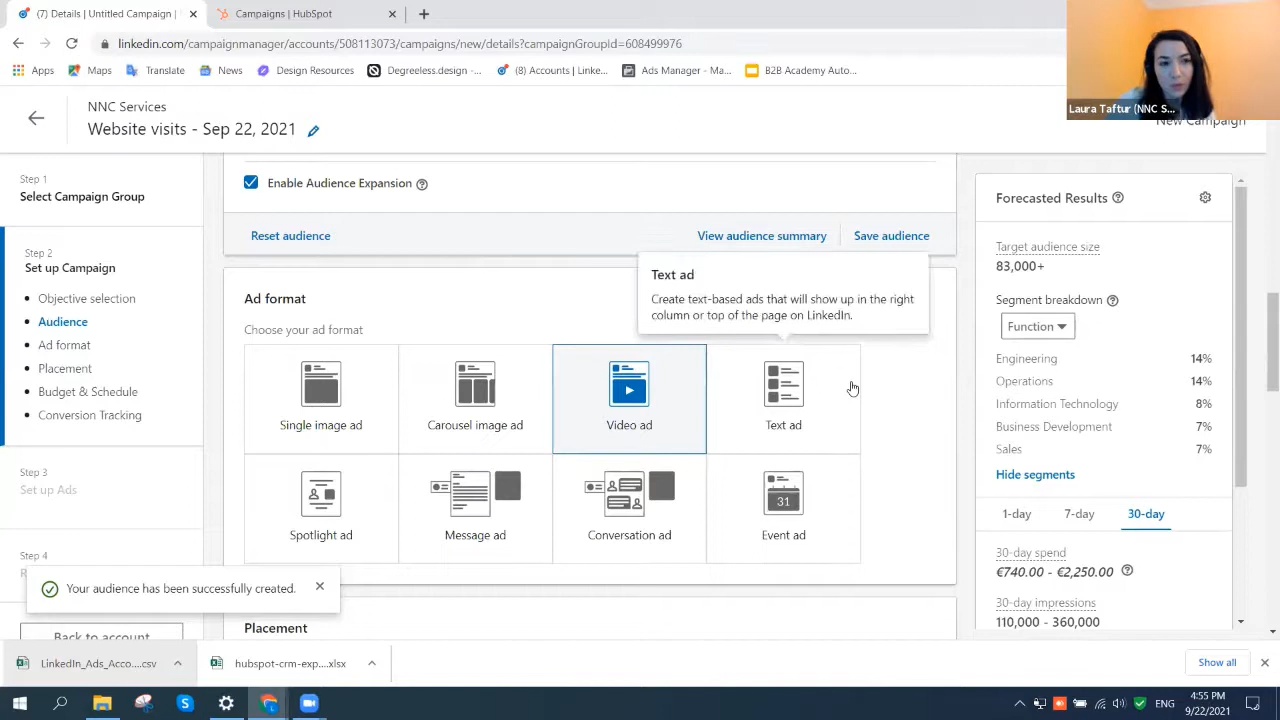 (7) Details | Untitled Campaign |
Campaigns | HubSpot
linkedin.com/campaignmanager/accounts/508113073/campaigns/new/details?campaignGroupId=608499976
Apps
Maps
Translate
News
Design Resources
Degreeless.design - ...
(8) Accounts | Linke...
Ads Manager - Ma...
B2B Academy Auto...
Laura Taftur (NNC S...
NNC Services
Website visits - Sep 22, 2021
New Campaign
Step 1
Select Campaign Group
Step 2
Set up Campaign
Objective selection
Audience
Ad format
Placement
Budget & Schedule
Conversion Tracking
Step 3
Set up Ads
Step 4
Back to account
Enable Audience Expansion
Reset audience
View audience summary
Save audience
Text ad
Create text-based ads that will show up in the right
column or top of the page on LinkedIn.
Ad format
Choose your ad format
Single image ad
Carousel image ad
Video ad
Text ad
Spotlight ad
Message ad
Conversation ad
31
Event ad
Placement
Your audience has been successfully created.
Forecasted Results
Target audience size
83,000+
Segment breakdown
Function
Engineering 14%
Operations 14%
Information Technology 8%
Business Development 7%
Sales 7%
Hide segments
1-day 7-day 30-day
30-day spend
€740.00 - €2,250.00
30-day impressions
110,000 - 360,000
LinkedIn_Ads_Acco....csv
hubspot-crm-exp....xlsx
Show all
ENG
4:55 PM
9/22/2021